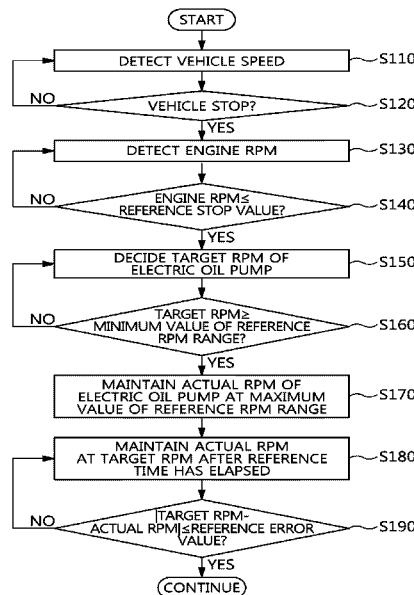 START
DETECT VEHICLE SPEED
S110
NO
VEHICLE STOP?
S120
YES
DETECT ENGINE RPM
S130
NO
ENGINE RPM≤
REFERENCE STOP VALUE?
S140
YES
DECIDE TARGET RPM OF
ELECTRIC OIL PUMP
S150
NO
TARGET RPM≥
MINIMUM VALUE OF REFERENCE
RPM RANGE?
S160
YES
MAINTAIN ACTUAL RPM OF
ELECTRIC OIL PUMP AT MAXIMUM
VALUE OF REFERENCE RPM RANGE
S170
MAINTAIN ACTUAL RPM
AT TARGET RPM AFTER REFERENCE
TIME HAS ELAPSED
S180
NO
|TARGET RPM-
ACTUAL RPM|≤REFERENCE ERROR
VALUE?
S190
YES
CONTINUE